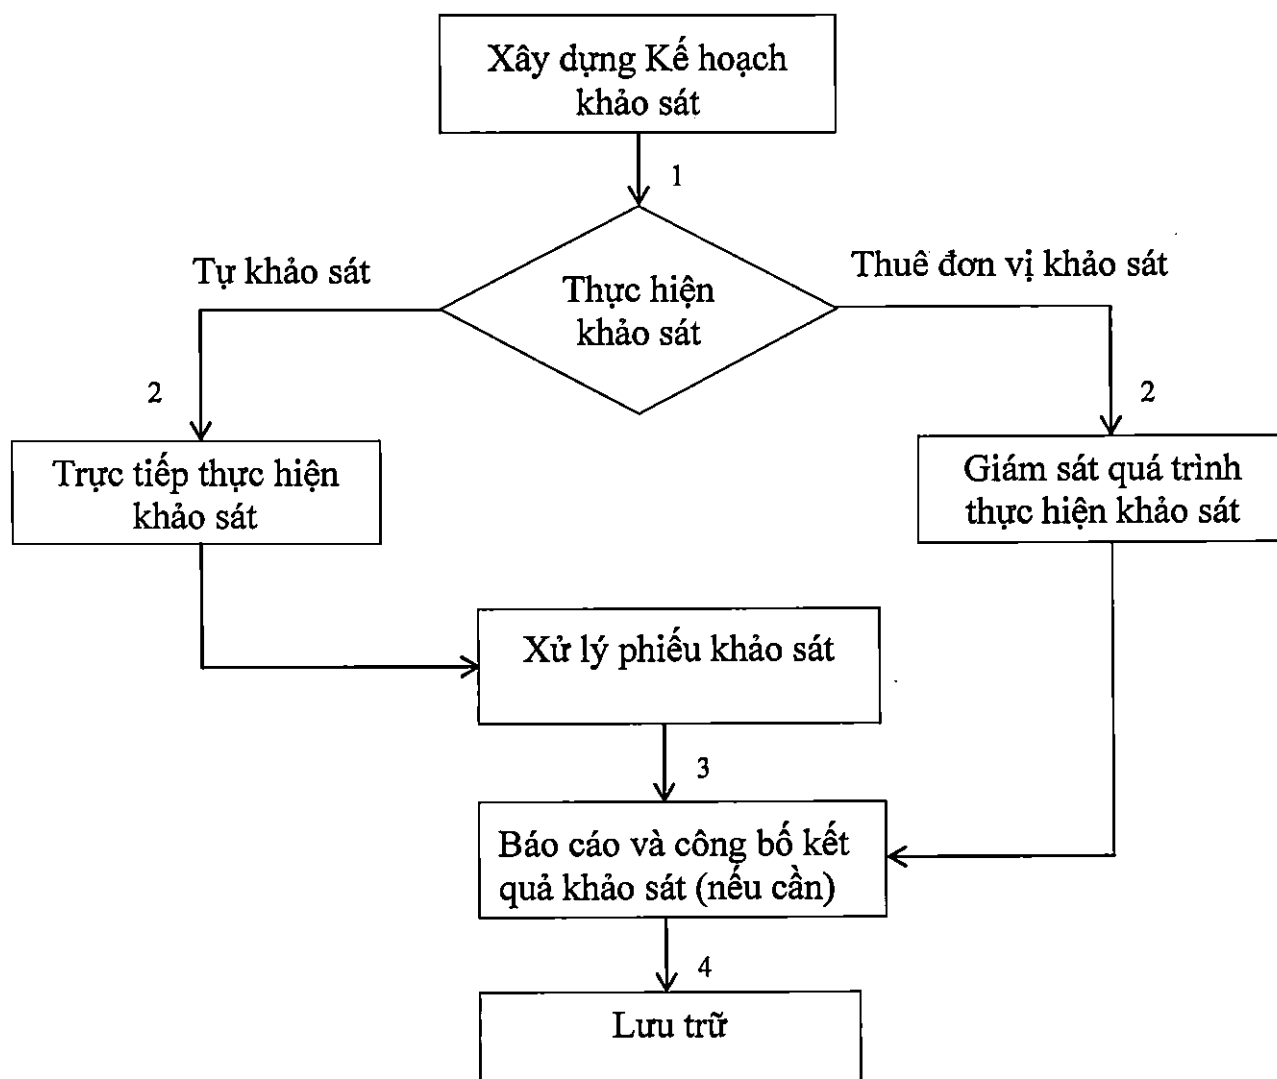 Xây dựng Kế hoạch
khảo sát
1
Tự khảo sát
Thuê đơn vị khảo sát
Thực hiện
khảo sát
2
2
Trực tiếp thực hiện
khảo sát
Giám sát quá trình
thực hiện khảo sát
Xử lý phiếu khảo sát
3
Báo cáo và công bố kết
quả khảo sát (nếu cần)
4
Lưu trữ